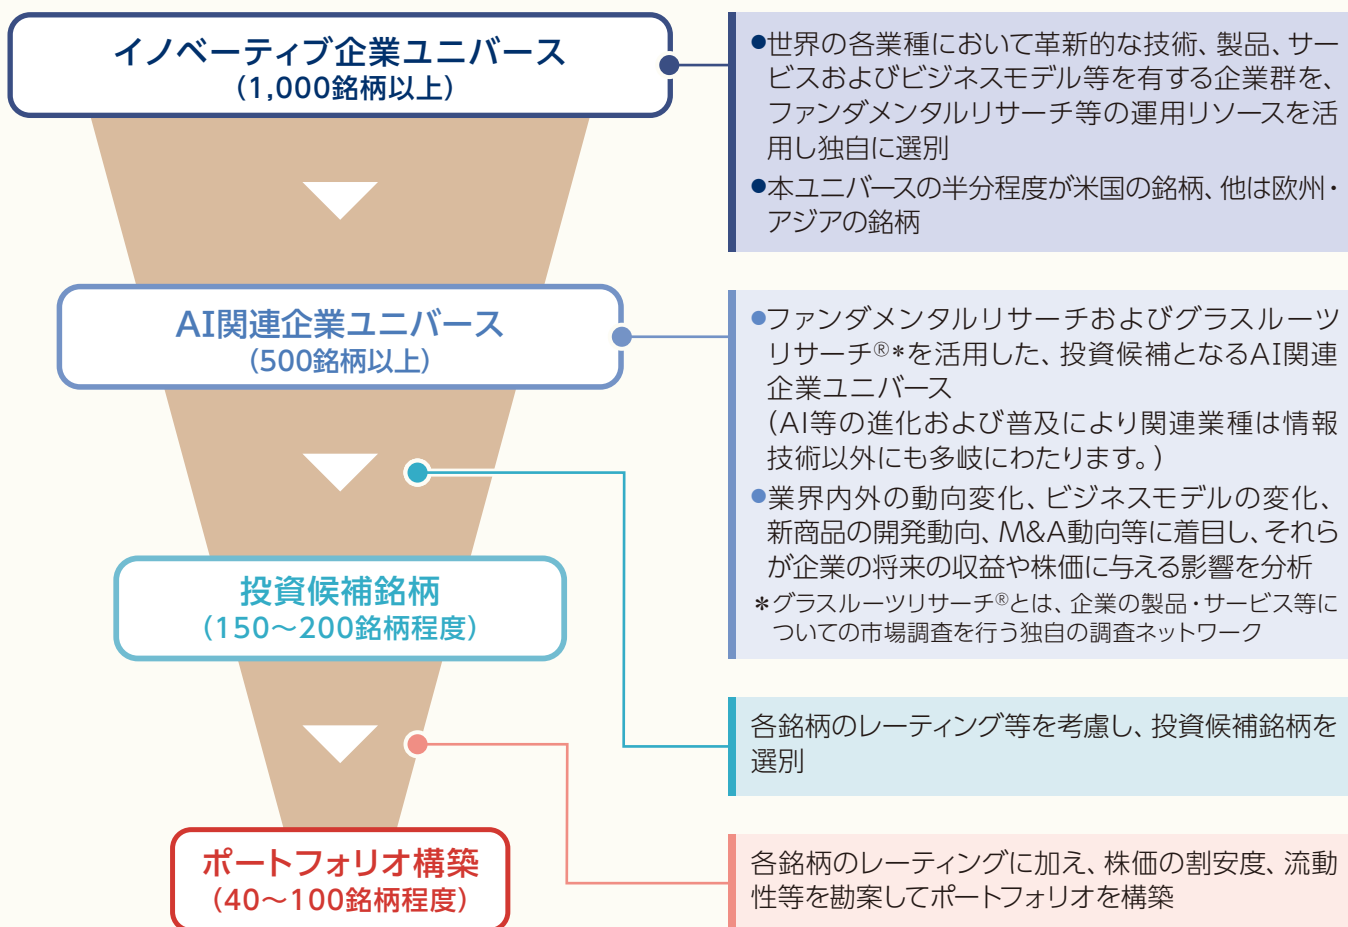 イノベーティブ企業ユニバース
(1,000銘柄以上)
●世界の各業種において革新的な技術、製品、サー
ビスおよびビジネスモデル等を有する企業群を、
ファンダメンタルリサーチ等の運用リソースを活
用し独自に選別
●本ユニバースの半分程度が米国の銘柄、他は欧州・
アジアの銘柄
AI関連企業ユニバース
(500銘柄以上)
●ファンダメンタルリサーチおよびグラスルーツ
リサーチ®*を活用した、投資候補となるAI関連
企業ユニバース
(AI等の進化および普及により関連業種は情報
技術以外にも多岐にわたります。)
●業界内外の動向変化、ビジネスモデルの変化、
新商品の開発動向、M&A動向等に着目し、それら
が企業の将来の収益や株価に与える影響を分析
*グラスルーツリサーチ®とは、企業の製品・サービス等に
ついての市場調査を行う独自の調査ネットワーク
投資候補銘柄
(150〜200銘柄程度)
各銘柄のレーティング等を考慮し、投資候補銘柄を
選別
ポートフォリオ構築
(40〜100銘柄程度)
各銘柄のレーティングに加え、株価の割安度、流動
性等を勘案してポートフォリオを構築